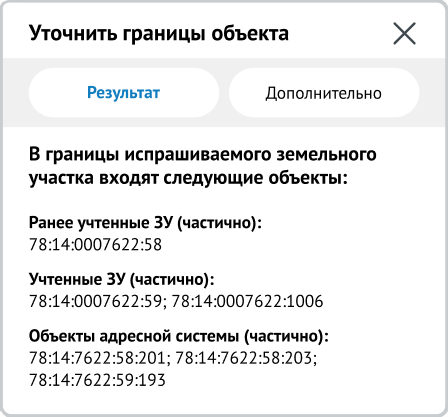 Уточнить границы объекта
Результат
Дополнительно
В границы испрашиваемого земельного
участка входят следующие объекты:
Ранее учтенные ЗУ (частично):
78:14:0007622:58
Учтенные ЗУ (частично):
78:14:0007622:59; 78:14:0007622:1006
Объекты адресной системы (частично):
78:14:7622:58:201; 78:14:7622:58:203;
78:14:7622:59:193